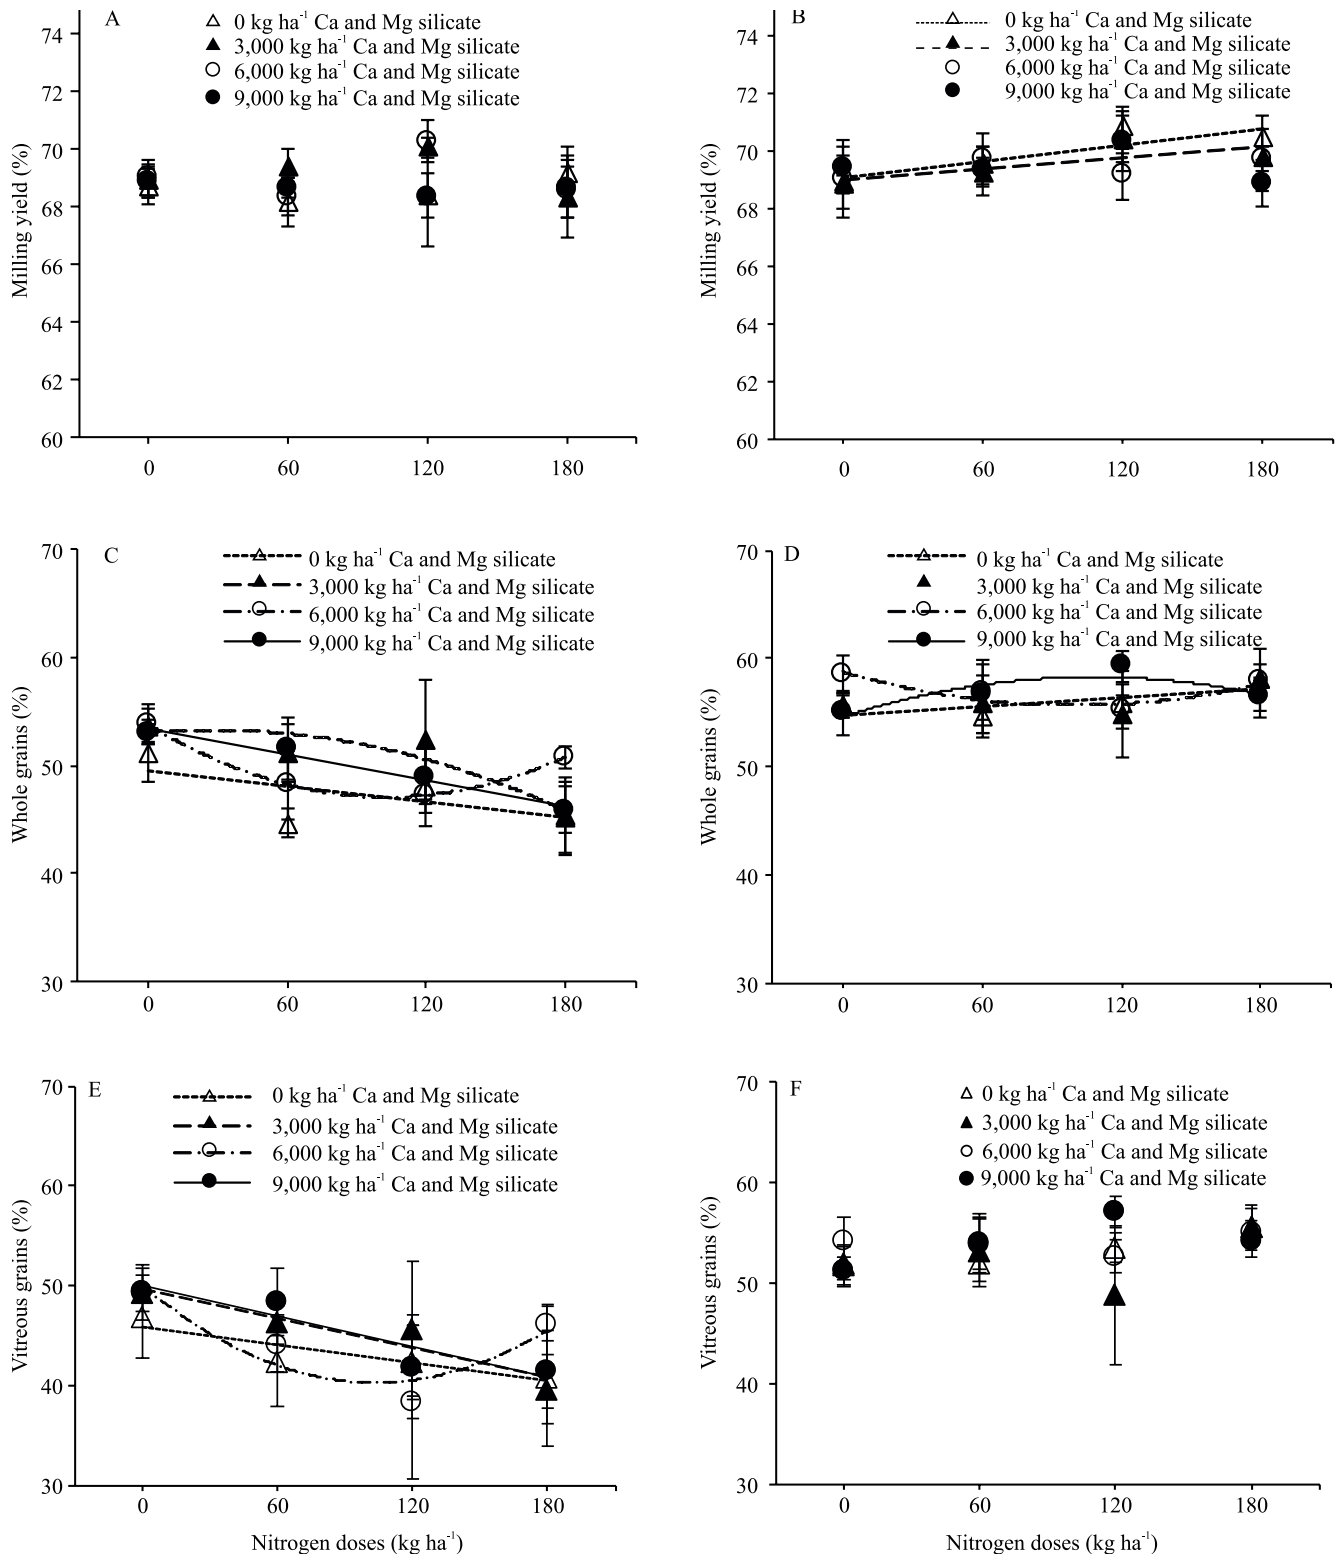 A
0 kg ha⁻¹ Ca and Mg silicate
3,000 kg ha⁻¹ Ca and Mg silicate
6,000 kg ha⁻¹ Ca and Mg silicate
9,000 kg ha⁻¹ Ca and Mg silicate
Milling yield (%)
74
72
70
68
66
64
62
60
0 60 120 180
B
0 kg ha⁻¹ Ca and Mg silicate
3,000 kg ha⁻¹ Ca and Mg silicate
6,000 kg ha⁻¹ Ca and Mg silicate
9,000 kg ha⁻¹ Ca and Mg silicate
Milling yield (%)
74
72
70
68
66
64
62
60
0 60 120 180
C
0 kg ha⁻¹ Ca and Mg silicate
3,000 kg ha⁻¹ Ca and Mg silicate
6,000 kg ha⁻¹ Ca and Mg silicate
9,000 kg ha⁻¹ Ca and Mg silicate
Whole grains (%)
70
60
50
40
30
0 60 120 180
D
0 kg ha⁻¹ Ca and Mg silicate
3,000 kg ha⁻¹ Ca and Mg silicate
6,000 kg ha⁻¹ Ca and Mg silicate
9,000 kg ha⁻¹ Ca and Mg silicate
Whole grains (%)
70
60
50
40
30
0 60 120 180
E
0 kg ha⁻¹ Ca and Mg silicate
3,000 kg ha⁻¹ Ca and Mg silicate
6,000 kg ha⁻¹ Ca and Mg silicate
9,000 kg ha⁻¹ Ca and Mg silicate
Vitreous grains (%)
70
60
50
40
30
0 60 120 180
Nitrogen doses (kg ha⁻¹)
F
0 kg ha⁻¹ Ca and Mg silicate
3,000 kg ha⁻¹ Ca and Mg silicate
6,000 kg ha⁻¹ Ca and Mg silicate
9,000 kg ha⁻¹ Ca and Mg silicate
Vitreous grains (%)
70
60
50
40
30
0 60 120 180
Nitrogen doses (kg ha⁻¹)